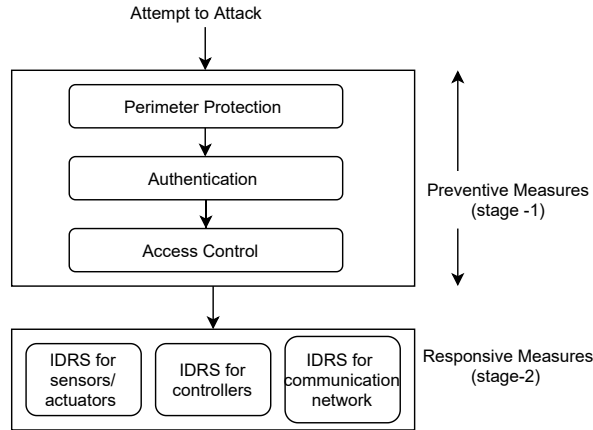 Attempt to Attack
Perimeter Protection
Authentication
Access Control
Preventive Measures
(stage -1)
IDRS for
sensors/
actuators
IDRS for
controllers
IDRS for
communication
network
Responsive Measures
(stage-2)